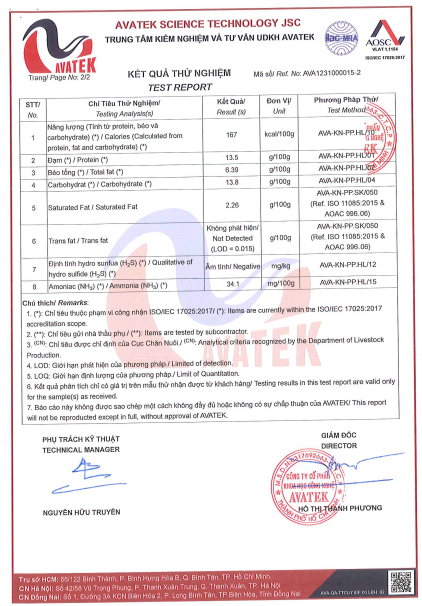 AVATEK SCIENCE TECHNOLOGY JSC
TRUNG TÂM KIỂM NGHIỆM VÀ TƯ VẤN UDKH AVATEK
AVATEK
Trang/ Page No: 2/2
AOSC
VLAT 1.1184
ISO/IEC 17025:2017
KẾT QUẢ THỬ NGHIỆM
TEST REPORT
Mã số/ Ref. No: AVA1231000015-2
STT/ No. Chỉ Tiêu Thử Nghiệm/ Testing Analysis(s) Kết Quả/ Result (s) Đơn Vị/ Unit Phương Pháp Thử/ Test Method
1 Năng lượng (Tính từ protein, béo và carbohydrate) (*) / Calories (Calculated from protein, fat and carbohydrate) (*) 167 kcal/100g AVA-KN-PP.HL/10
2 Đạm (*) / Protein (*) 13.5 g/100g AVA-KN-PP.HL/01
3 Béo tổng (*) / Total fat (*) 6.39 g/100g AVA-KN-PP.HL/02
4 Carbohydrat (*) / Carbohydrate (*) 13.8 g/100g AVA-KN-PP.HL/04
5 Saturated Fat / Saturated Fat 2.26 g/100g AVA-KN-PP.SK/050 (Ref. ISO 11085:2015 & AOAC 996.06)
6 Trans fat / Trans fat Không phát hiện/ Not Detected (LOD = 0.015) g/100g AVA-KN-PP.SK/050 (Ref. ISO 11085:2015 & AOAC 996.06)
7 Định tính hydro sunfua (H₂S) (*) / Qualitative of hydro sulfide (H₂S) (*) Âm tính/ Negative mg/kg AVA-KN-PP.HL/12
8 Amoniac (NH₃) (*) / Ammonia (NH₃) (*) 34.1 mg/100g AVA-KN-PP.HL/15
Chú thích/ Remarks:
1. (*): Chỉ tiêu thuộc phạm vi công nhận ISO/IEC 17025:2017/ (*): Items are currently within the ISO/IEC 17025:2017
accreditation scope.
2. (**): Chỉ tiêu gửi nhà thầu phụ / (**): Items are tested by subcontractor.
3. (CN): Chỉ tiêu được chỉ định của Cục Chăn Nuôi / (CN): Analytical criteria recognized by the Department of Livestock
Production.
4. LOD: Giới hạn phát hiện của phương pháp./ Limited of detection.
5. LOQ: Giới hạn định lượng của phương pháp./ Limit of Quantitation.
6. Kết quả phân tích chỉ có giá trị trên mẫu thử nhận được từ khách hàng/ Testing results in this test report are valid only
for the sample(s) as received.
7. Báo cáo này không được sao chép một cách không đầy đủ hoặc không có sự chấp thuận của AVATEK/ This report
will not be reproduced except in full, without approval of AVATEK.
AVATEK
PHỤ TRÁCH KỸ THUẬT
TECHNICAL MANAGER
GIÁM ĐỐC
DIRECTOR
CÔNG TY CỔ PHẦN
KHOA HỌC CÔNG NGHỆ
AVATEK
THÀNH PHỐ HỒ CHÍ MINH
NGUYỄN HỮU TRUYỀN
HỒ THỊ THANH PHƯƠNG
Trụ sở HCM: 66/122 Bình Thành, P. Bình Hưng Hòa B, Q. Bình Tân, TP. Hồ Chí Minh
CN Hà Nội: Số 42/58 Vũ Trọng Phụng, P. Thanh Xuân Trung, Q. Thanh Xuân, TP. Hà Nội
CN Đồng Nai: Số 1, Đường 3A KCN Biên Hòa 2, P. Long Bình Tân, TP Biên Hòa, Tỉnh Đồng Nai